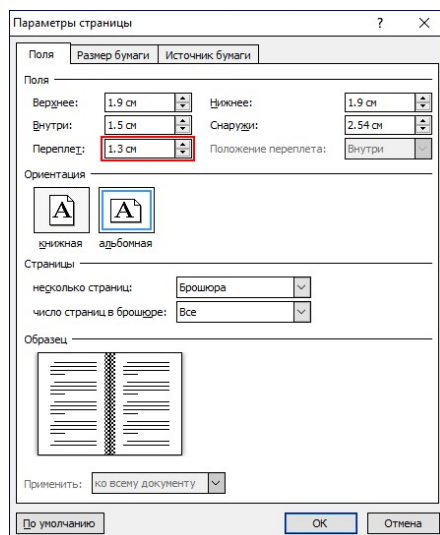 Параметры страницы ? ×
Поля Размер бумаги Источник бумаги
Поля
Верхнее: 1.9 см Нижнее: 1.9 см
Внутри: 1.5 см Снаружи: 2.54 см
Переплет: 1.3 см Положение переплета: Внутри
Ориентация
A A
книжная альбомная
Страницы
несколько страниц: Брошюра
число страниц в брошюре: Все
Образец
Применить: ко всему документу
По умолчанию ОК Отмена